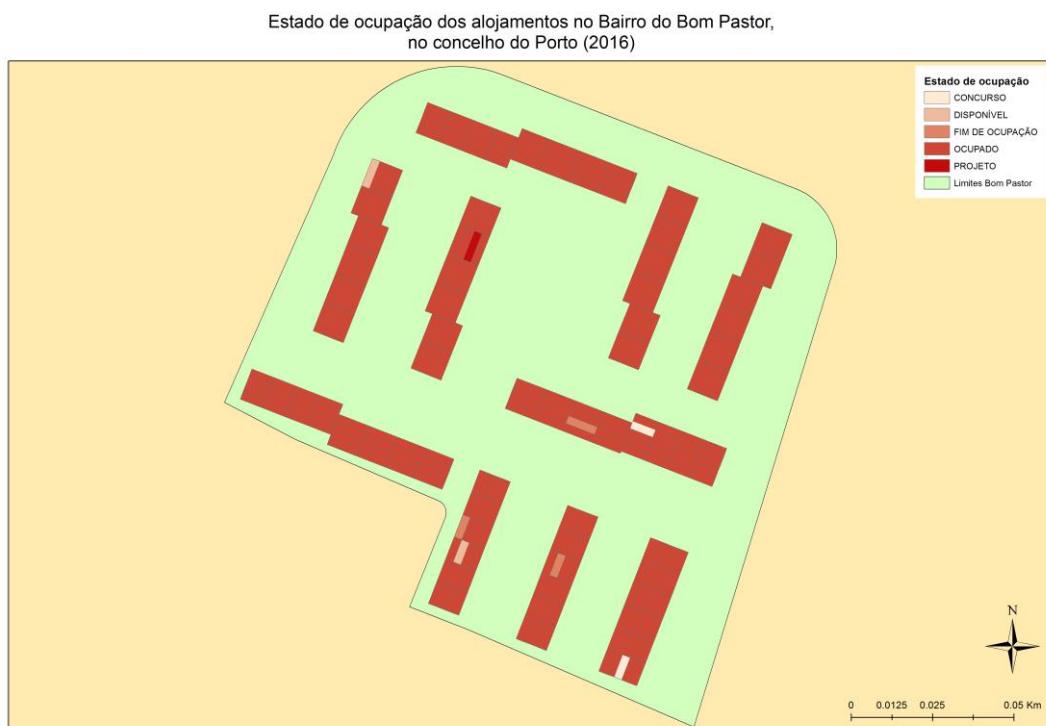 Estado de ocupação dos alojamentos no Bairro do Bom Pastor,
no concelho do Porto (2016)
Estado de ocupação
CONCURSO
DISPONÍVEL
FIM DE OCUPAÇÃO
OCUPADO
PROJETO
Limites Bom Pastor
N
0 0.0125 0.025 0.05 Km